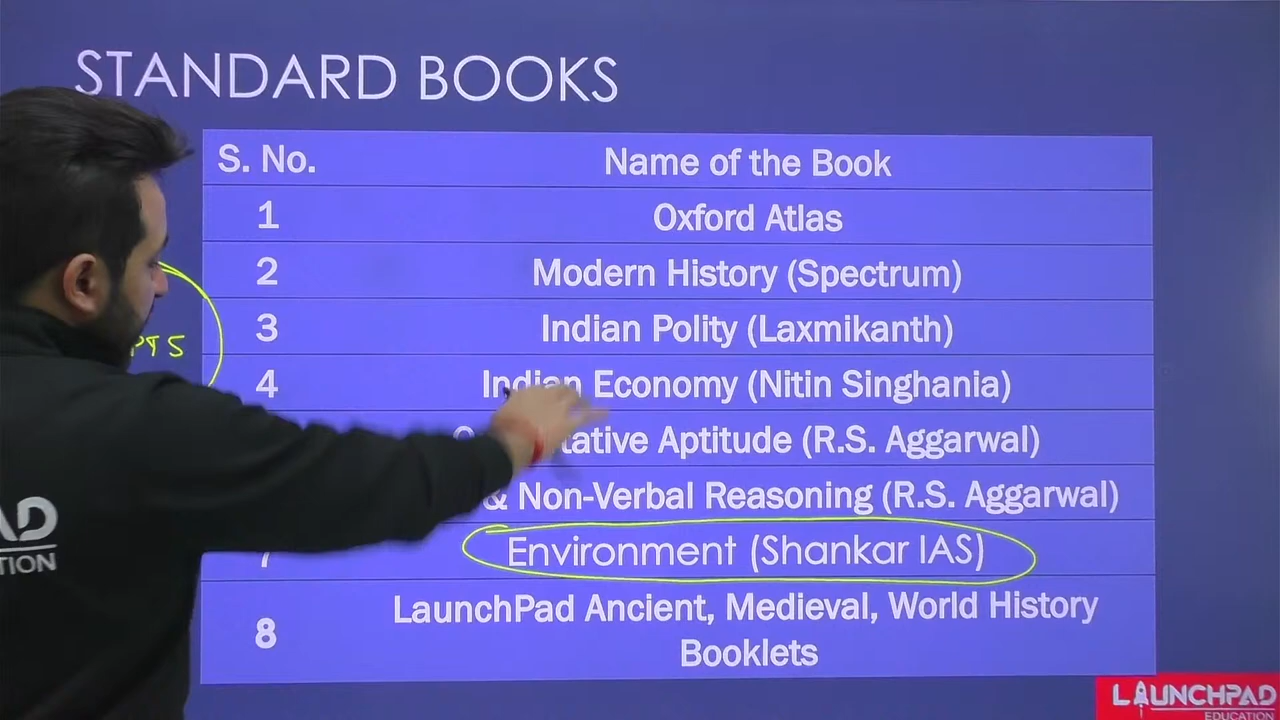 STANDARD BOOKS
S. No. Name of the Book
1 Oxford Atlas
2 Modern History (Spectrum)
3 Indian Polity (Laxmikanth)
4 Indian Economy (Nitin Singhania)
Aptitude (R.S. Aggarwal)
& Non-Verbal Reasoning (R.S. Aggarwal)
7 Environment (Shankar IAS)
8 LaunchPad Ancient, Medieval, World History
Booklets
LAUNCHPAD
EDUCATION